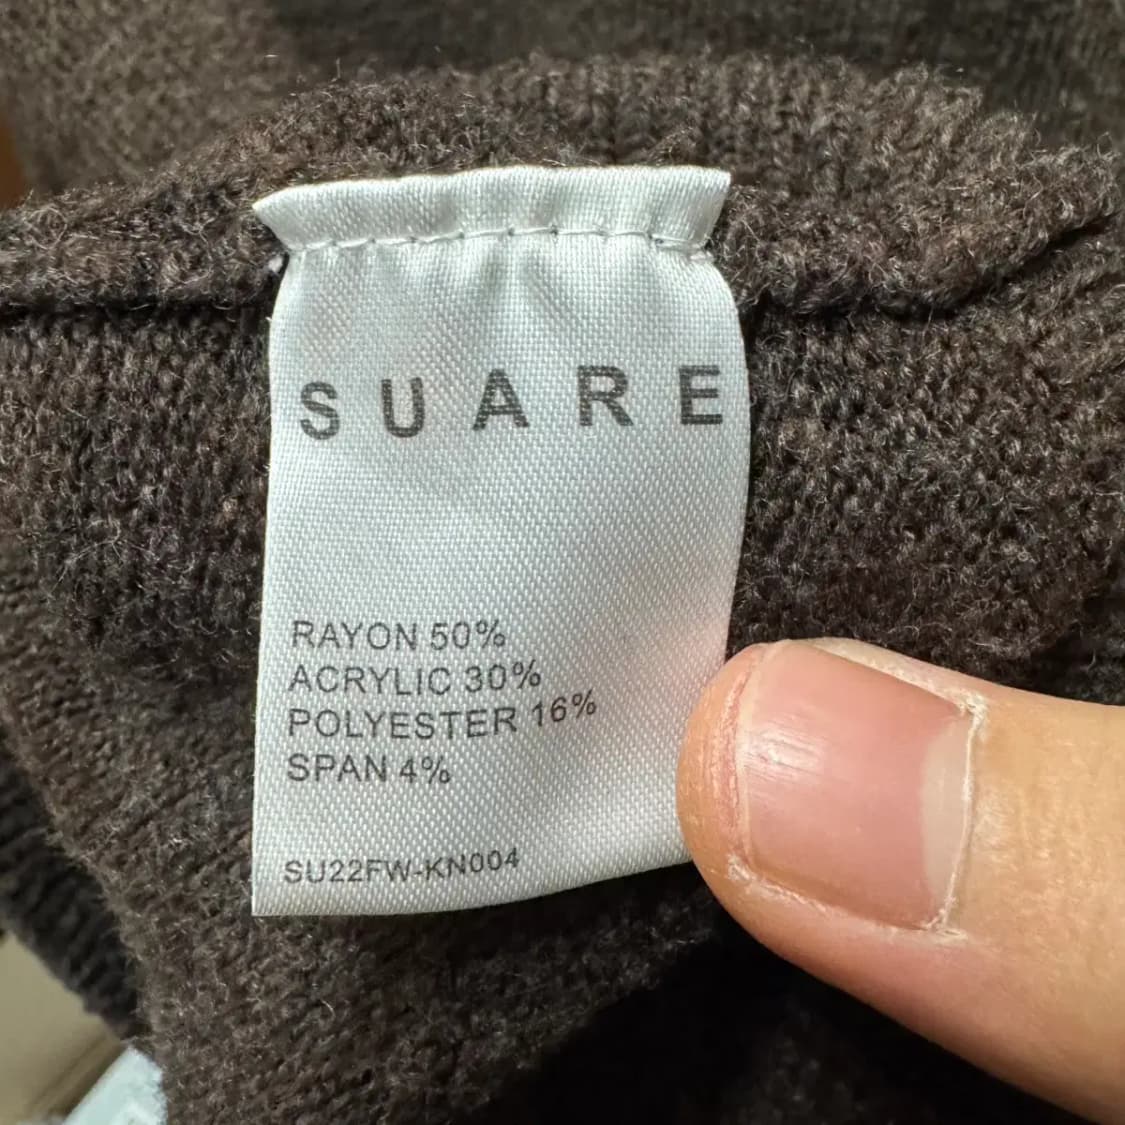 SUARE
RAYON 50%
ACRYLIC 30%
POLYESTER 16%
SPAN 4%
SU22FW-KN004